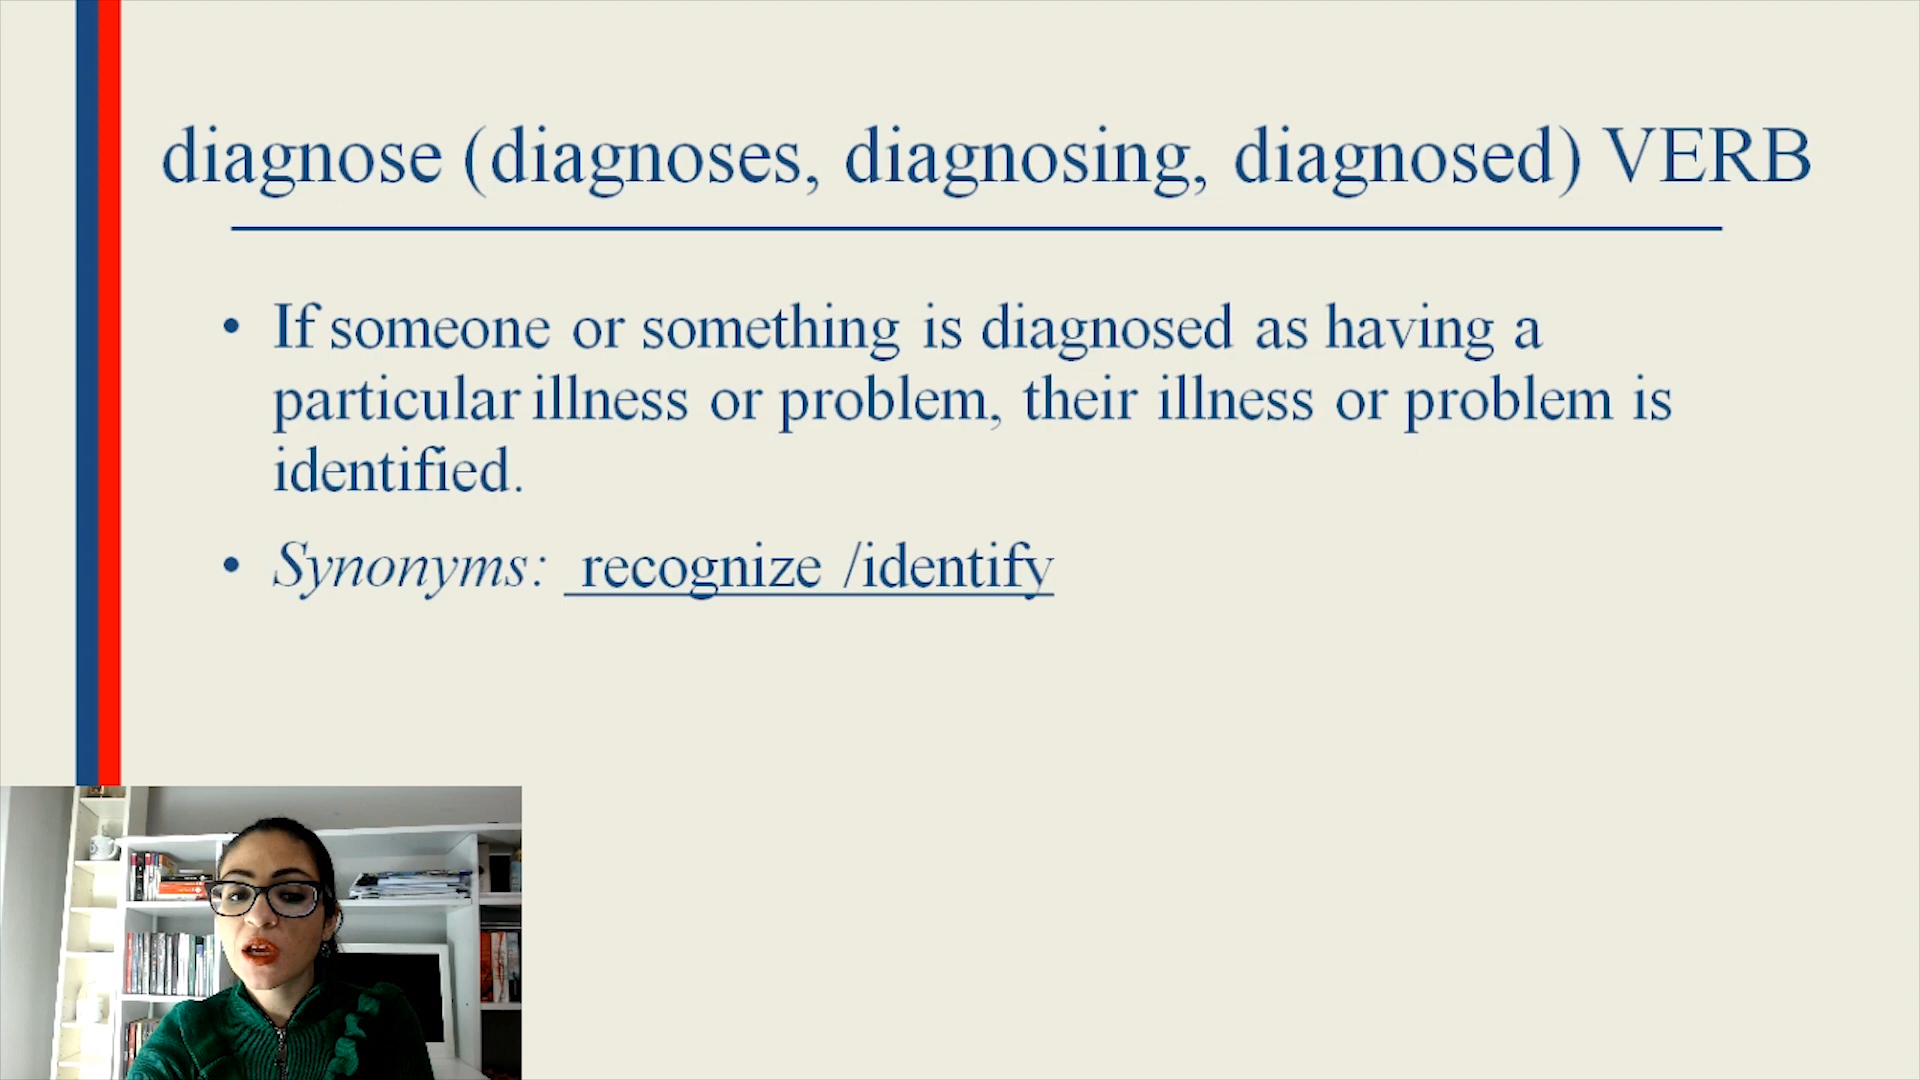 diagnose (diagnoses, diagnosing, diagnosed) VERB
• If someone or something is diagnosed as having a
particular illness or problem, their illness or problem is
identified.
• Synonyms: recognize /identify